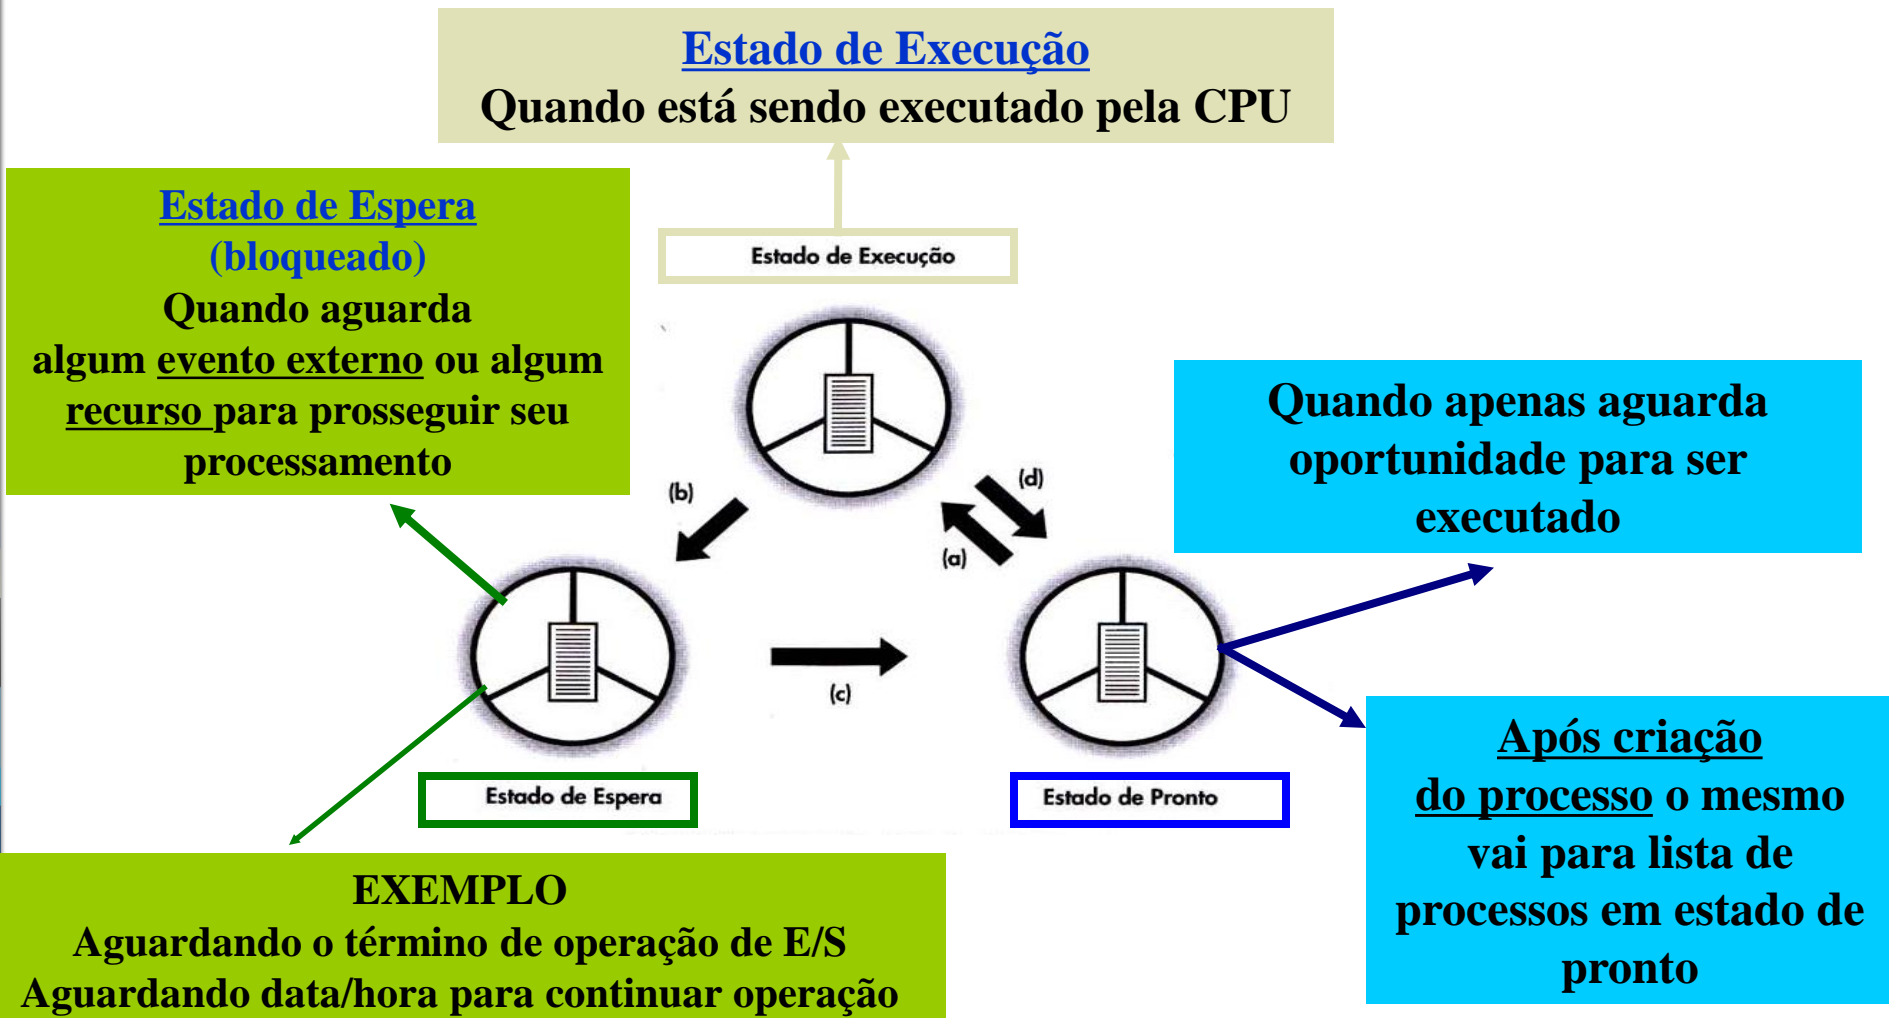 Estado de Execução
Quando está sendo executado pela CPU
Estado de Espera
(bloqueado)
Quando aguarda
algum evento externo ou algum
recurso para prosseguir seu
processamento
Estado de Execução
Quando apenas aguarda
oportunidade para ser
executado
(b)
(d)
(a)
(c)
Estado de Espera
Estado de Pronto
Após criação
do processo o mesmo
vai para lista de
processos em estado de
pronto
EXEMPLO
Aguardando o término de operação de E/S
Aguardando data/hora para continuar operação